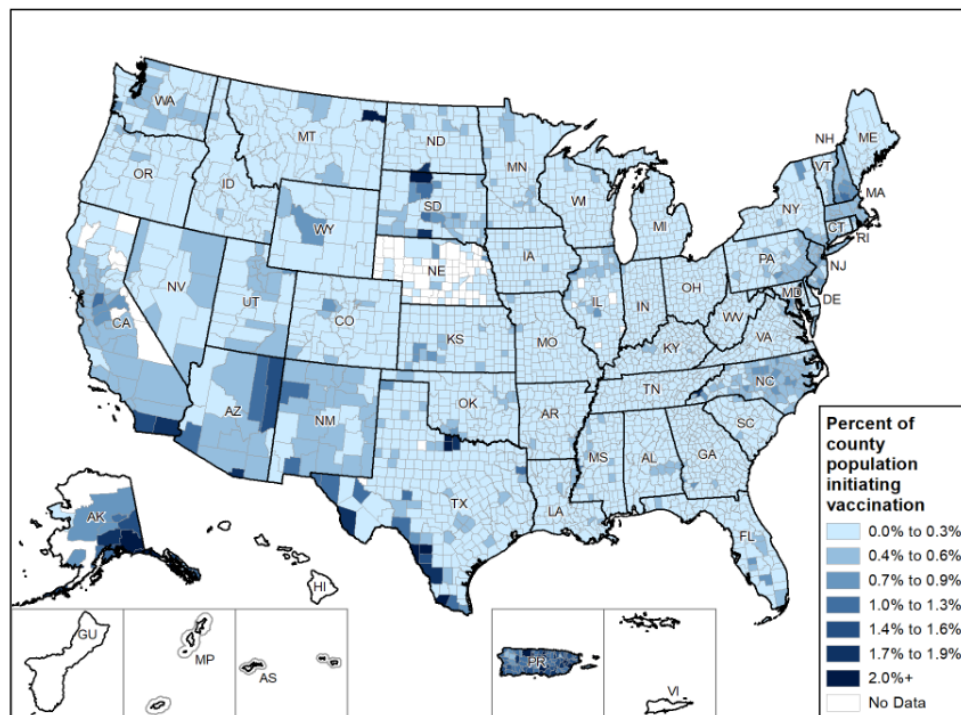 WA
MT
ND
MN
OR
ID
WY
SD
WI
MI
NH
VT
ME
NY
MA
CT
RI
NV
UT
CO
NE
IA
IL
IN
OH
PA
NJ
MD
DE
CA
KS
MO
KY
WV
VA
AZ
NM
OK
AR
TN
NC
SC
TX
LA
MS
AL
GA
FL
AK
HI
GU
MP
AS
PR
VI
Percent of
county
population
initiating
vaccination
0.0% to 0.3%
0.4% to 0.6%
0.7% to 0.9%
1.0% to 1.3%
1.4% to 1.6%
1.7% to 1.9%
2.0%+
No Data